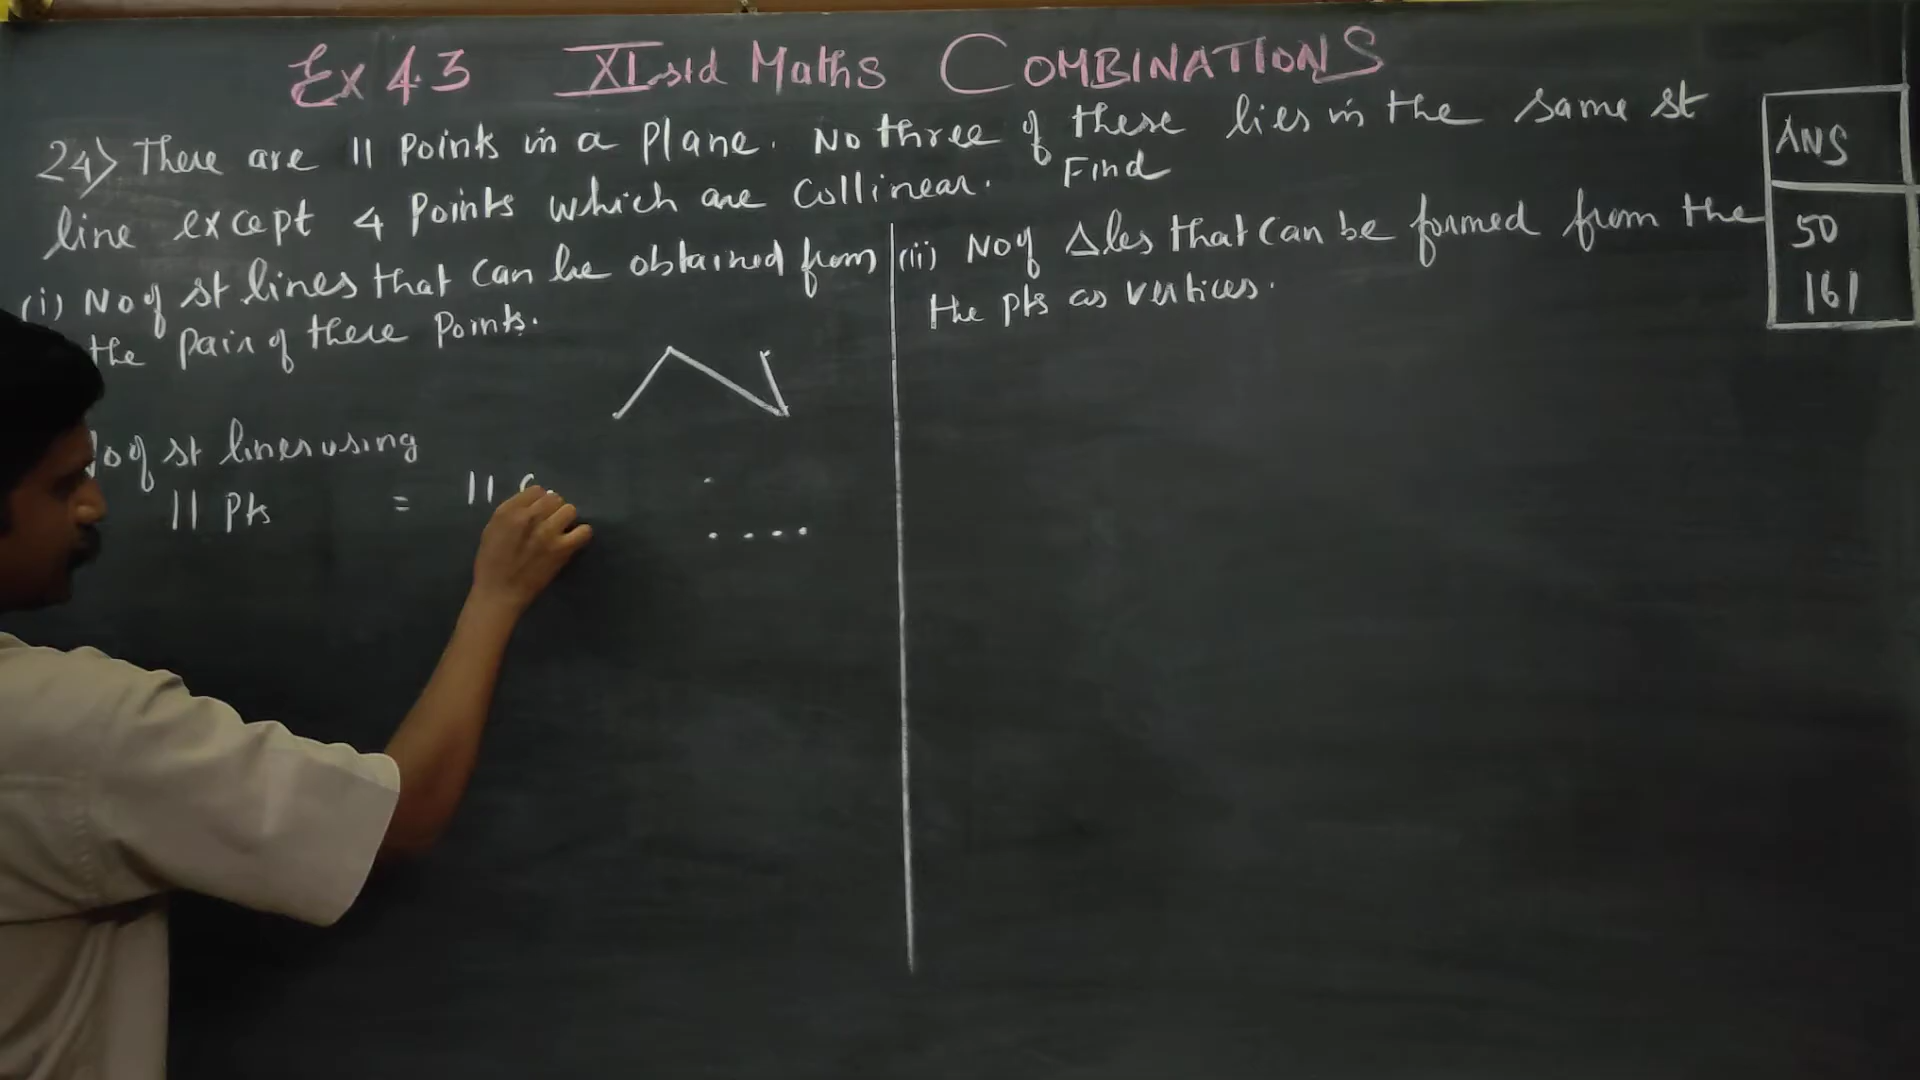 Ex 4.3 XI std Maths COMBINATIONS
24) There are 11 Points in a Plane. No three of these lies in the same st
line except 4 Points which are Collinear. Find
(i) No of st lines that can be obtained from
the pair of these Points.
(ii) No of Δles that can be formed from the
the pts as vertices.
ANS
50
161
No of st lines using
11 Pts = 11 C